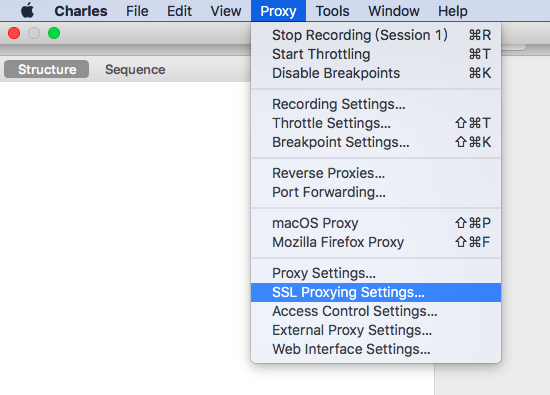 Charles File Edit View Proxy Tools Window Help
Stop Recording (Session 1) ⌘R
Start Throttling ⌘T
Disable Breakpoints ⌘K
Structure Sequence
Recording Settings...
Throttle Settings... ⇧⌘T
Breakpoint Settings... ⇧⌘K
Reverse Proxies...
Port Forwarding...
macOS Proxy ⇧⌘P
Mozilla Firefox Proxy ⇧⌘F
Proxy Settings...
SSL Proxying Settings...
Access Control Settings...
External Proxy Settings...
Web Interface Settings...